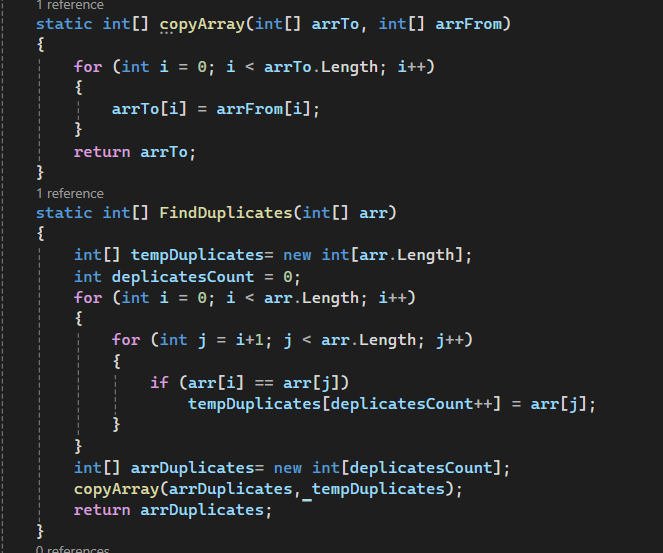 1 reference
static int[] copyArray(int[] arrTo, int[] arrFrom)
{
for (int i = 0; i < arrTo.Length; i++)
{
arrTo[i] = arrFrom[i];
}
return arrTo;
}
1 reference
static int[] FindDuplicates(int[] arr)
{
int[] tempDuplicates= new int[arr.Length];
int deplicatesCount = 0;
for (int i = 0; i < arr.Length; i++)
{
for (int j = i+1; j < arr.Length; j++)
{
if (arr[i] == arr[j])
tempDuplicates[deplicatesCount++] = arr[j];
}
}
int[] arrDuplicates= new int[deplicatesCount];
copyArray(arrDuplicates, tempDuplicates);
return arrDuplicates;
}
0 references